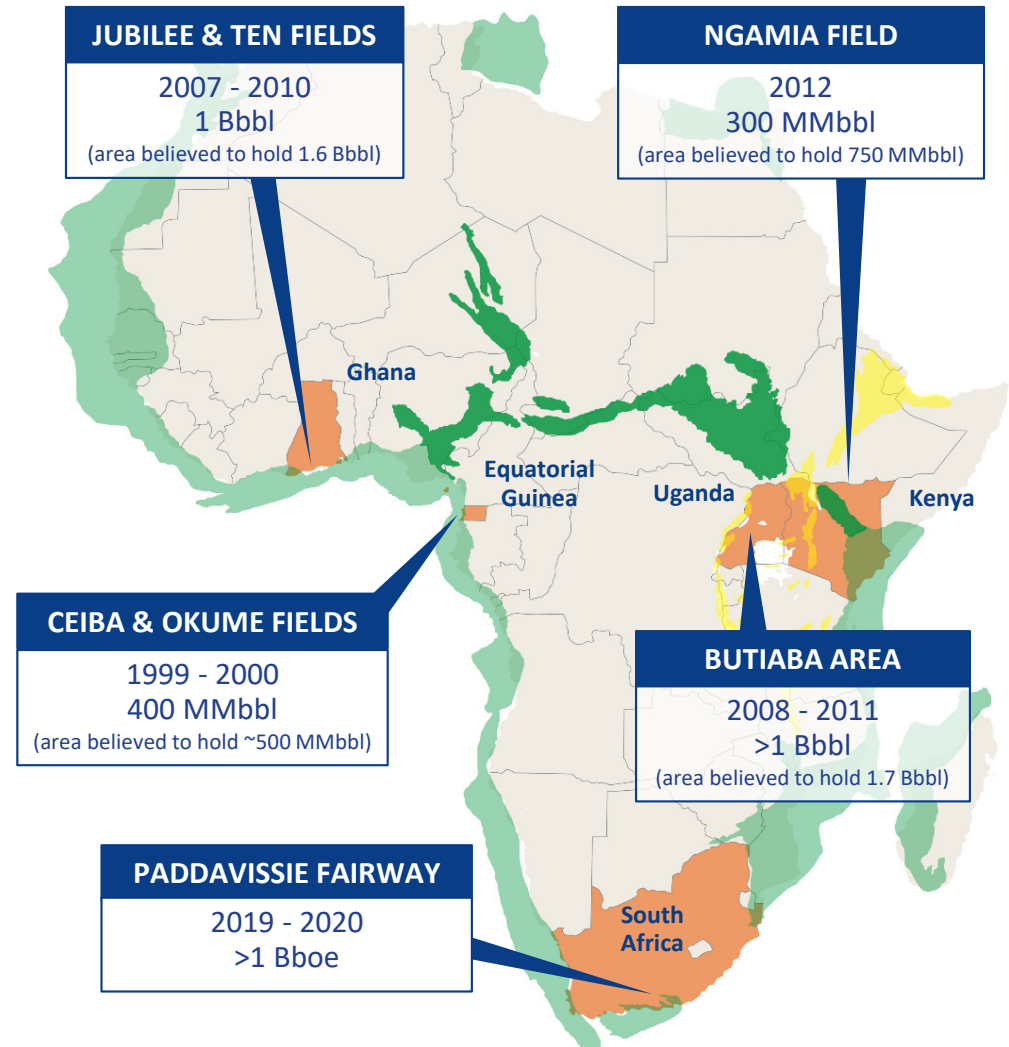 JUBILEE & TEN FIELDS
2007 - 2010
1 Bbbl
(area believed to hold 1.6 Bbbl)
NGAMIA FIELD
2012
300 MMbbl
(area believed to hold 750 MMbbl)
Ghana
Equatorial
Guinea
Uganda
Kenya
CEIBA & OKUME FIELDS
1999 - 2000
400 MMbbl
(area believed to hold ~500 MMbbl)
BUTIABA AREA
2008 - 2011
>1 Bbbl
(area believed to hold 1.7 Bbbl)
PADDAVISSIE FAIRWAY
2019 - 2020
>1 Bboe
South
Africa